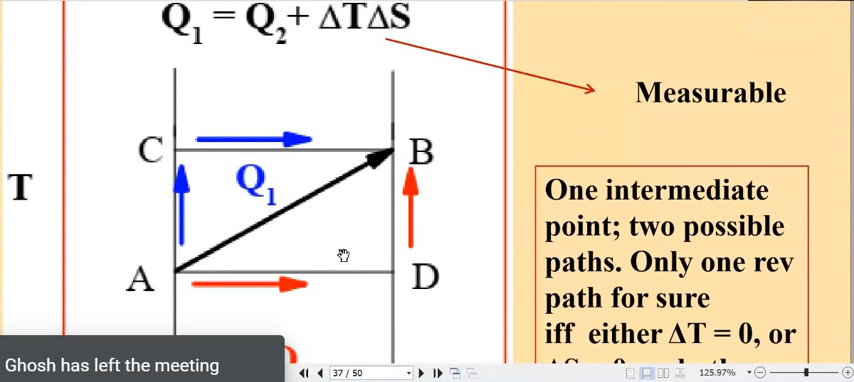 Q1 = Q2+ ΔTΔS
Measurable
C
B
Q1
T
A
D
One intermediate
point; two possible
paths. Only one rev
path for sure
iff either ΔT = 0, or
Ghosh has left the meeting
37 / 50
125.97%